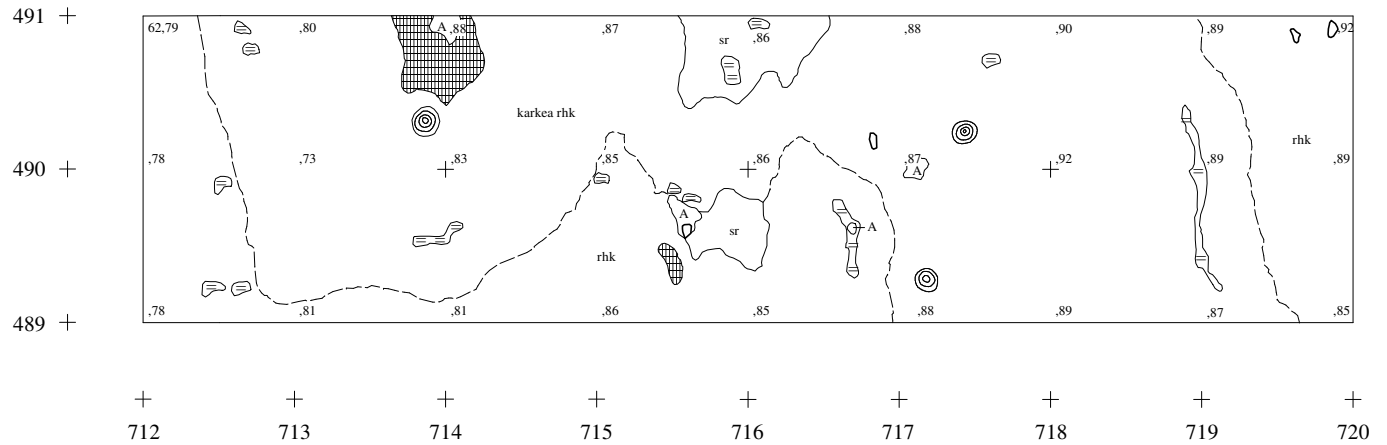 491 62,79 ,80 A ,88 ,87 sr ,86 ,88 ,90 ,89 ,92
karkea rhk
rhk
490 ,78 ,73 ,83 ,85 ,86 ,87 A ,92 ,89 ,89
A sr A
rhk
489 ,78 ,81 ,81 ,86 ,85 ,88 ,89 ,87 ,85
712 713 714 715 716 717 718 719 720